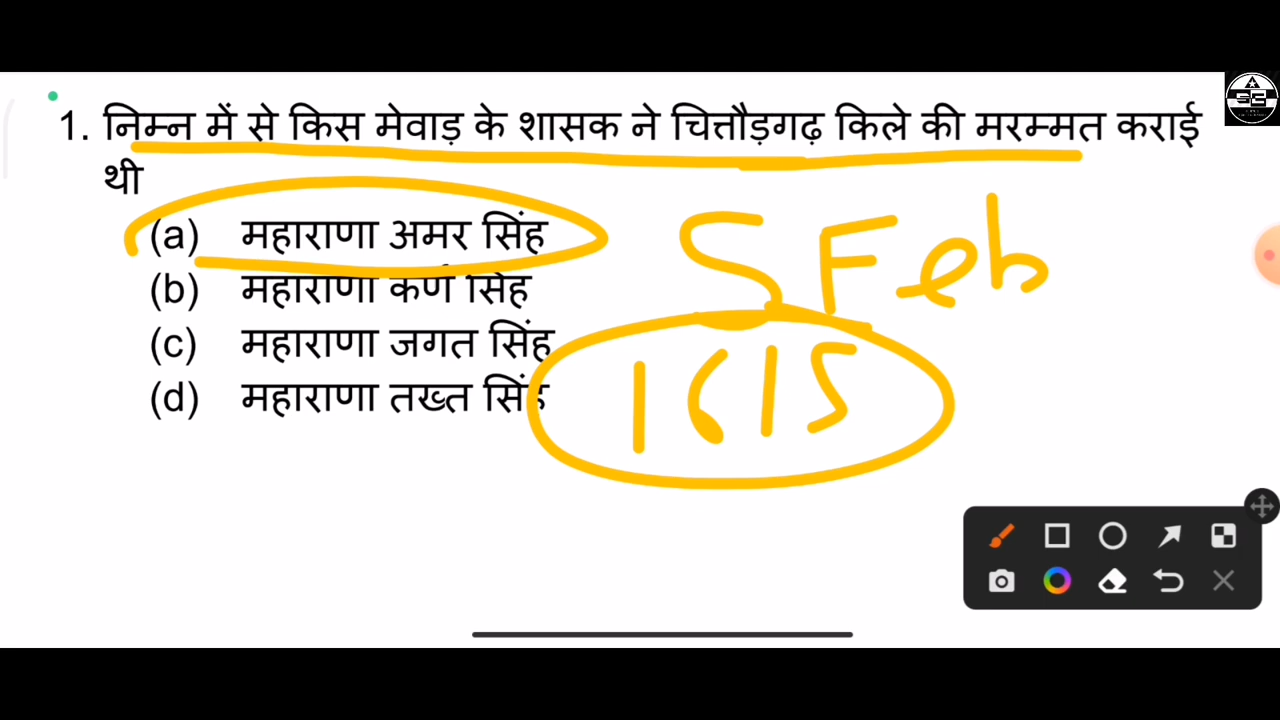 1. निम्न में से किस मेवाड़ के शासक ने चित्तौड़गढ़ किले की मरम्मत कराई
थी
(a) महाराणा अमर सिंह
(b) महाराणा कर्ण सिंह
(c) महाराणा जगत सिंह
(d) महाराणा तख्त सिंह
5 Feb
1615